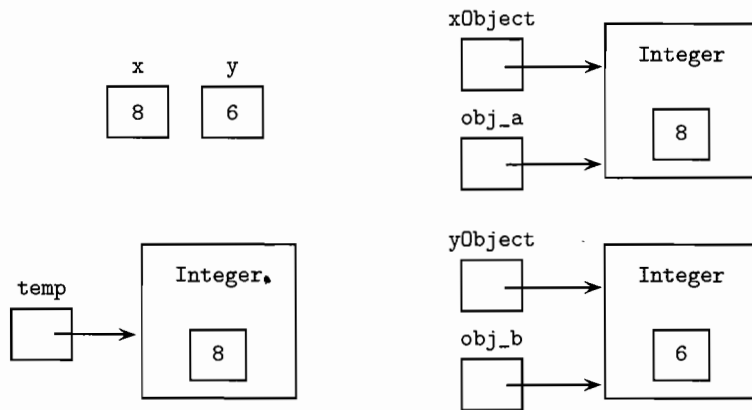 x y
8 6
xObject
Integer
obj_a
8
temp
Integer
8
yObject
Integer
obj_b
6